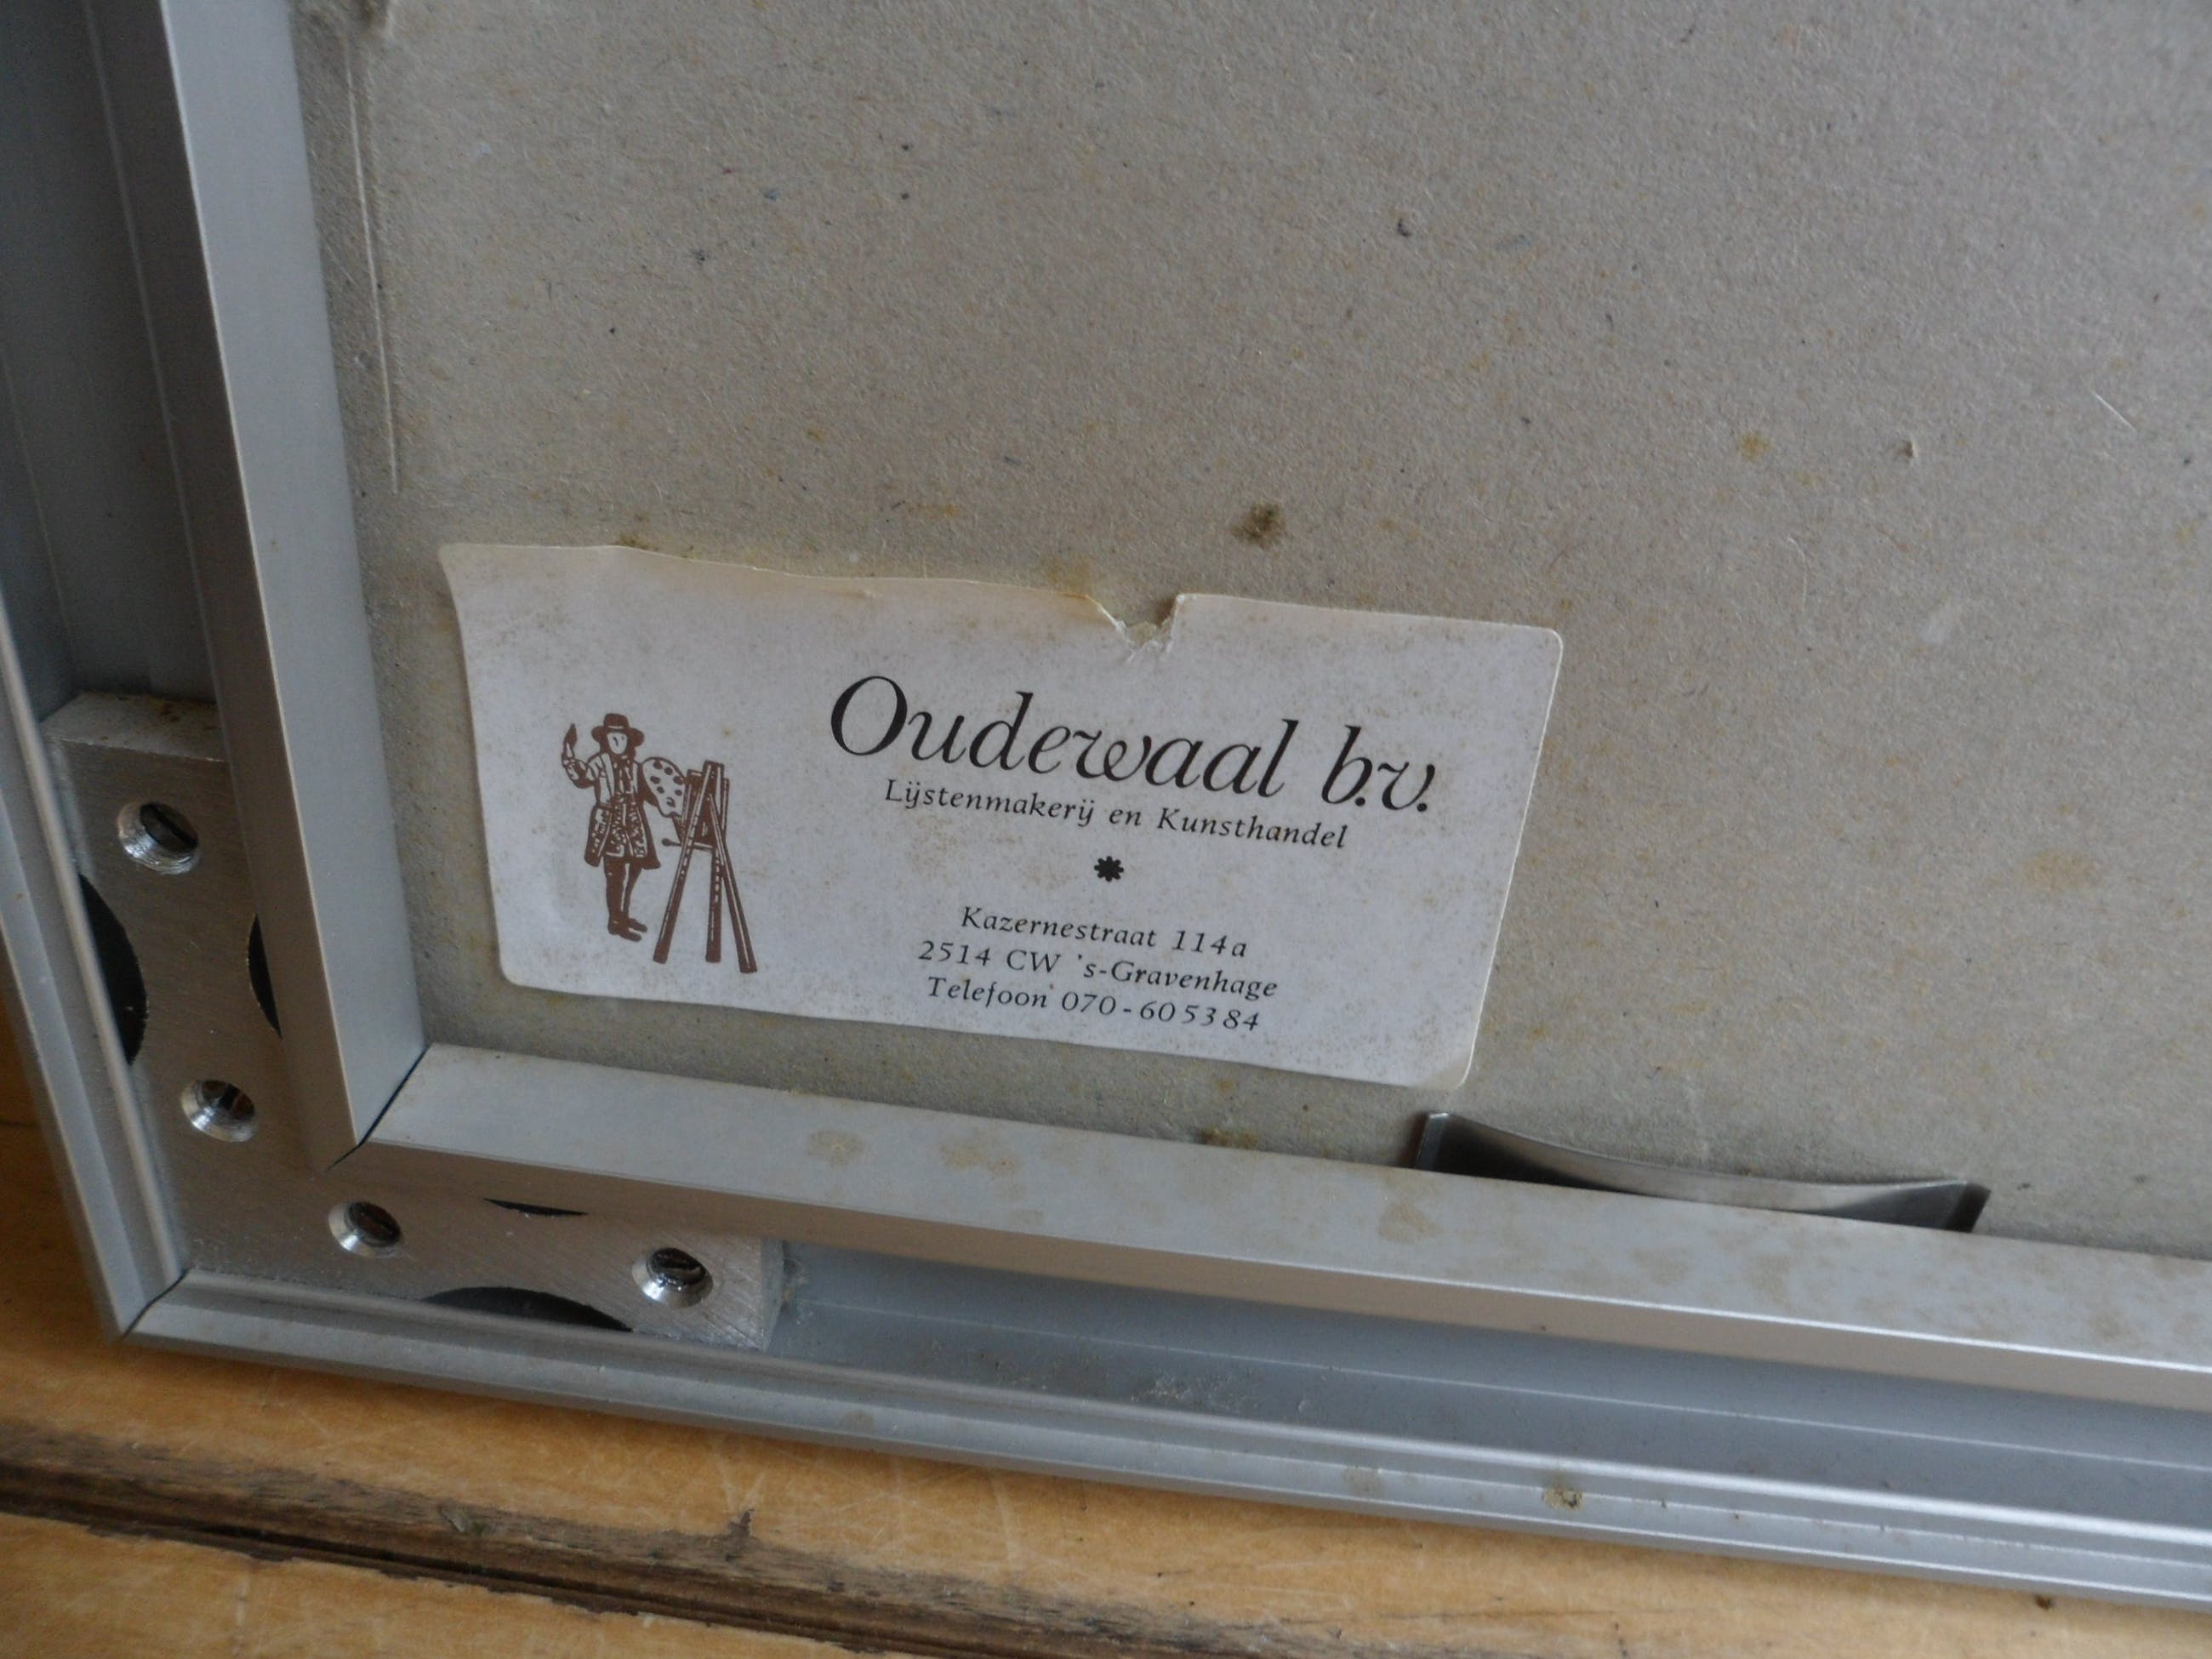 Oudewaal b.v.
Lijstenmakerij en Kunsthandel
Kazernestraat 114a
2514 CW 's-Gravenhage
Telefoon 070-605384